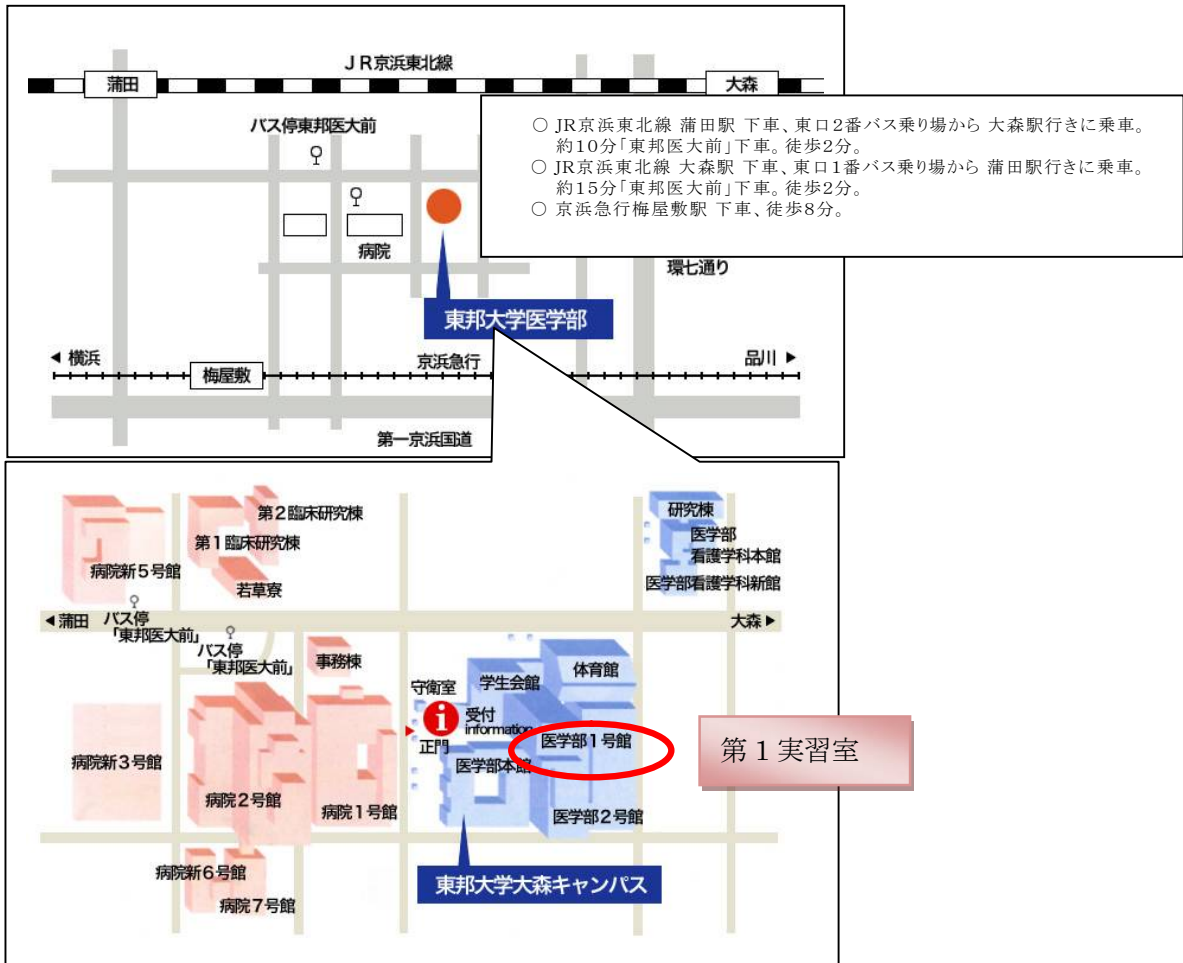 JR京浜東北線
蒲田
大森
バス停東邦医大前
○ JR京浜東北線 蒲田駅 下車、東口2番バス乗り場から 大森駅行きに乗車。
約10分「東邦医大前」下車。徒歩2分。
○ JR京浜東北線 大森駅 下車、東口1番バス乗り場から 蒲田駅行きに乗車。
約15分「東邦医大前」下車。徒歩2分。
○ 京浜急行梅屋敷駅 下車、徒歩8分。
病院
環七通り
東邦大学医学部
◀ 横浜
京浜急行
品川 ▶
梅屋敷
第一京浜国道
第2臨床研究棟
第1臨床研究棟
病院新5号館
若草寮
研究棟
医学部
看護学科本館
医学部看護学科新館
◀蒲田
バス停
「東邦医大前」
大森▶
バス停
「東邦医大前」
事務棟
守衛室
学生会館
体育館
i
受付
information
正門
医学部1号館
第1実習室
医学部本館
病院新3号館
病院2号館
病院1号館
医学部2号館
病院新6号館
病院7号館
東邦大学大森キャンパス